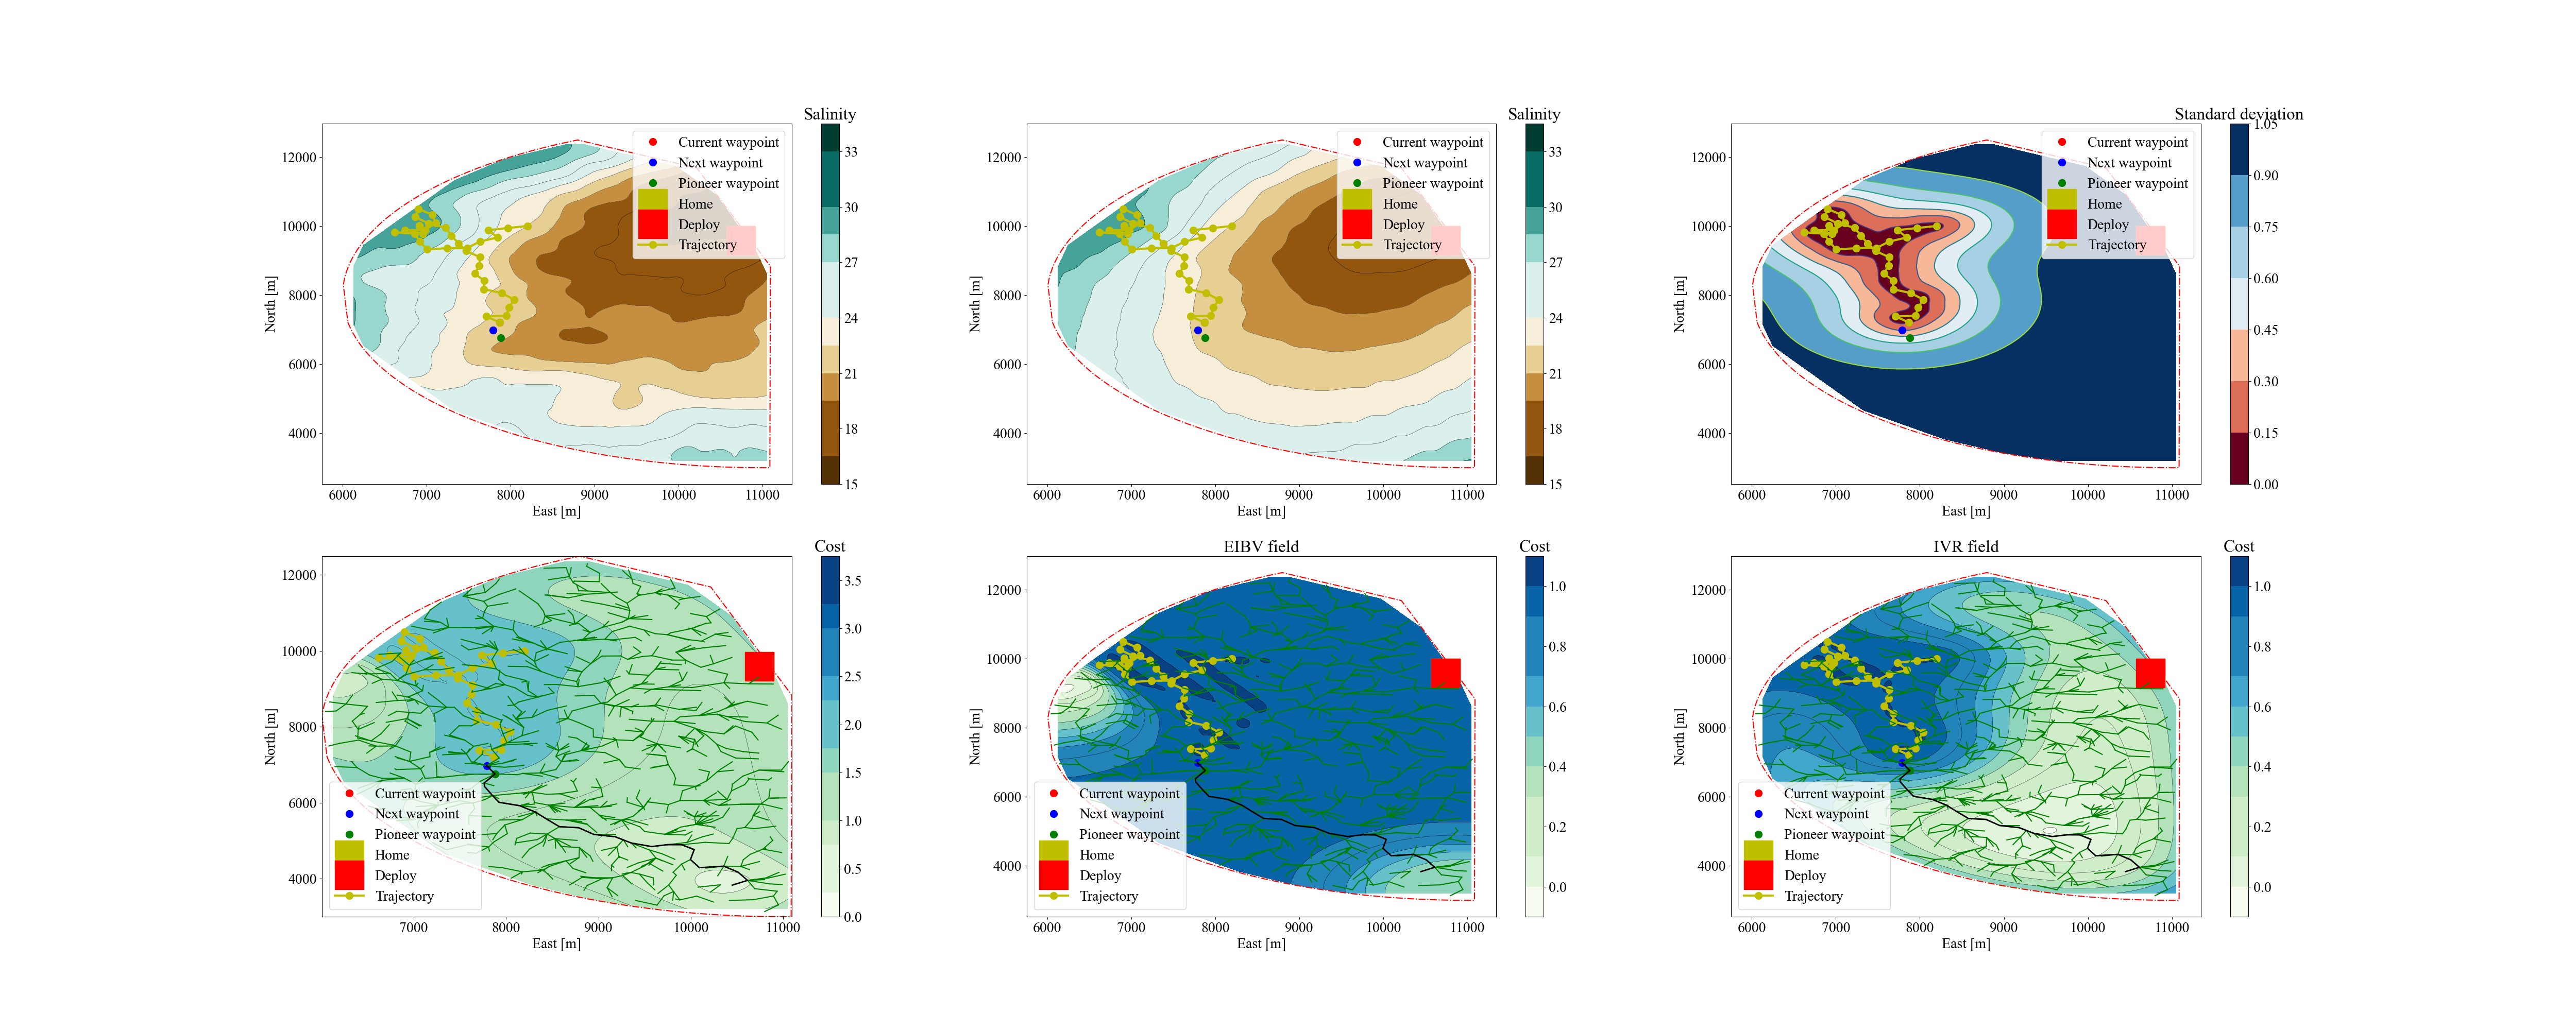 Salinity
12000
10000
8000
6000
4000
North [m]
6000 7000 8000 9000 10000 11000
East [m]
Current waypoint
Next waypoint
Pioneer waypoint
Home
Deploy
Trajectory
33
30
27
24
21
18
15
Salinity
12000
10000
8000
6000
4000
North [m]
6000 7000 8000 9000 10000 11000
East [m]
Current waypoint
Next waypoint
Pioneer waypoint
Home
Deploy
Trajectory
33
30
27
24
21
18
15
Standard deviation
12000
10000
8000
6000
4000
North [m]
6000 7000 8000 9000 10000 11000
East [m]
Current waypoint
Next waypoint
Pioneer waypoint
Home
Deploy
Trajectory
1.05
0.90
0.75
0.60
0.45
0.30
0.15
0.00
Cost
12000
10000
8000
6000
4000
North [m]
7000 8000 9000 10000 11000
East [m]
Current waypoint
Next waypoint
Pioneer waypoint
Home
Deploy
Trajectory
3.5
3.0
2.5
2.0
1.5
1.0
0.5
0.0
EIBV field
Cost
12000
10000
8000
6000
4000
North [m]
6000 7000 8000 9000 10000 11000
East [m]
Current waypoint
Next waypoint
Pioneer waypoint
Home
Deploy
Trajectory
1.0
0.8
0.6
0.4
0.2
0.0
IVR field
Cost
12000
10000
8000
6000
4000
North [m]
6000 7000 8000 9000 10000 11000
East [m]
Current waypoint
Next waypoint
Pioneer waypoint
Home
Deploy
Trajectory
1.0
0.8
0.6
0.4
0.2
0.0